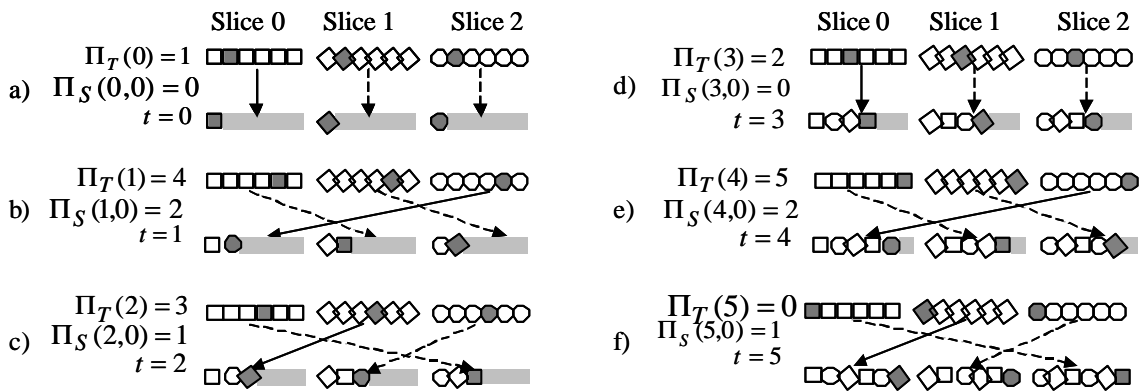 Slice 0 Slice 1 Slice 2
a) Π_T(0) = 1
Π_S(0,0) = 0
t = 0
b) Π_T(1) = 4
Π_S(1,0) = 2
t = 1
c) Π_T(2) = 3
Π_S(2,0) = 1
t = 2
Slice 0 Slice 1 Slice 2
d) Π_T(3) = 2
Π_S(3,0) = 0
t = 3
e) Π_T(4) = 5
Π_S(4,0) = 2
t = 4
f) Π_T(5) = 0
Π_S(5,0) = 1
t = 5